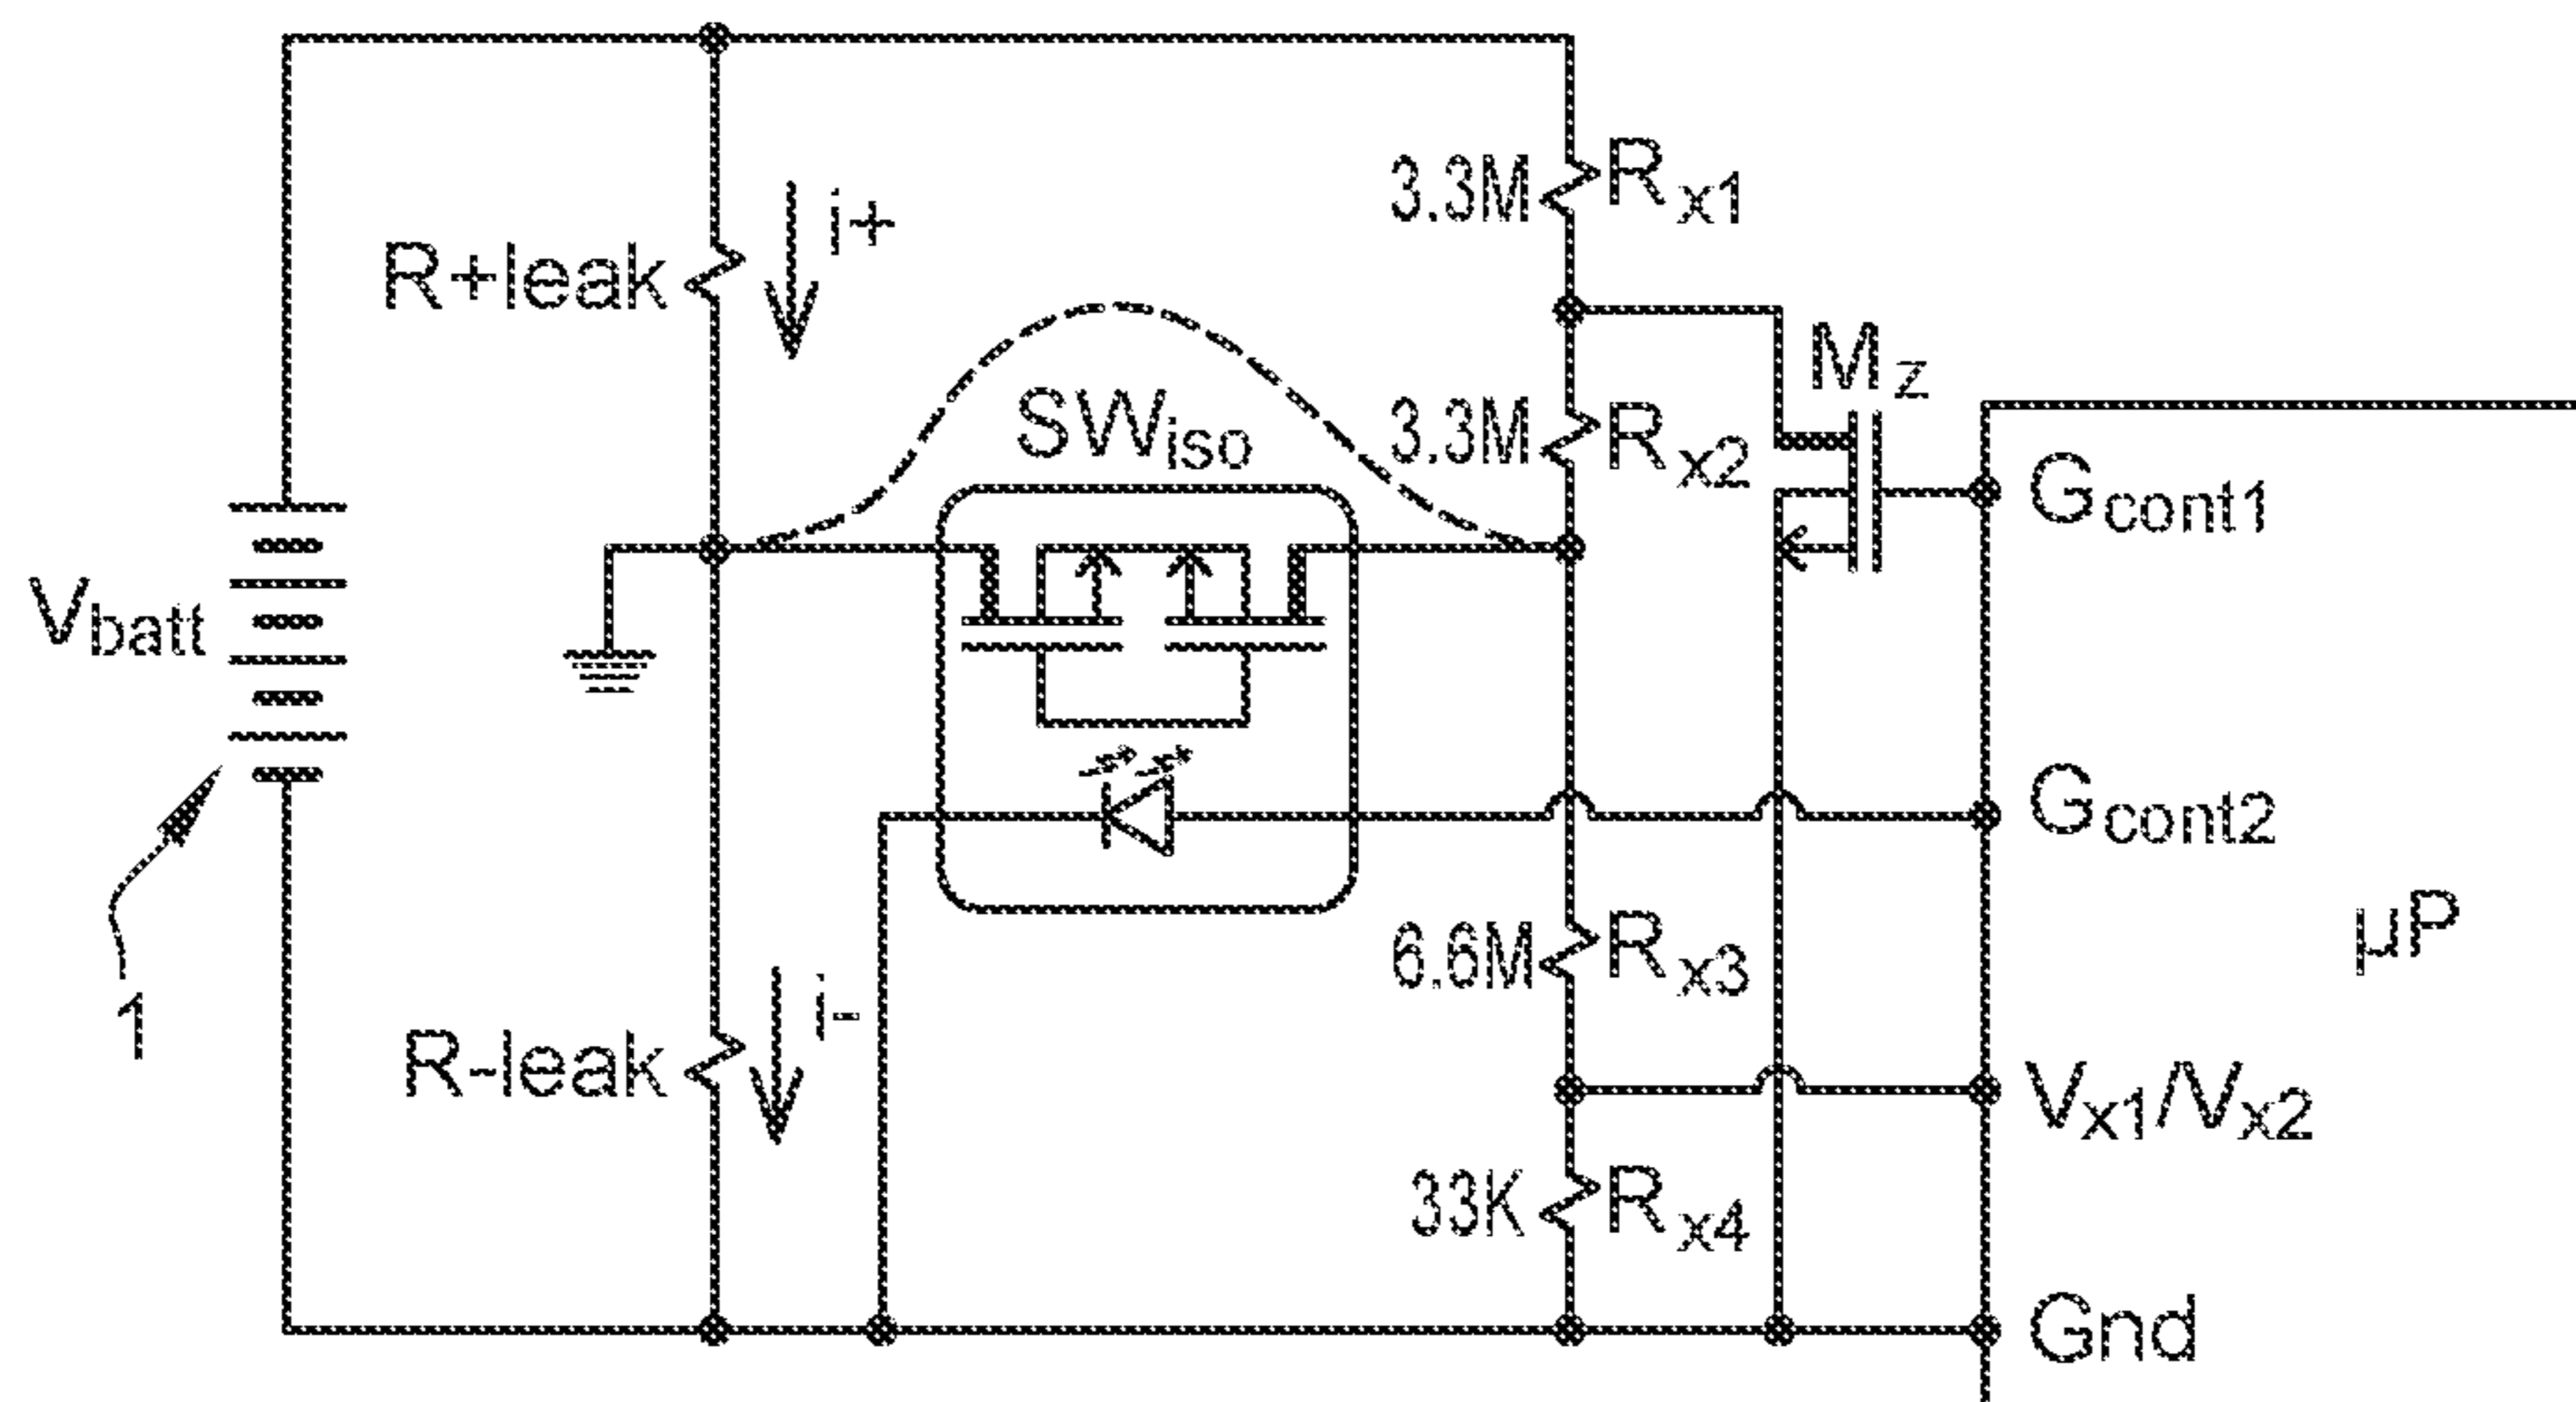 3.3M
Rx1
i+
R+leak
Mz
SWiso
3.3M
Rx2
Gcont1
Vbatt
Gcont2
µP
6.6M
Rx3
i-
1
R-leak
Vx1/Vx2
33K
Rx4
Gnd